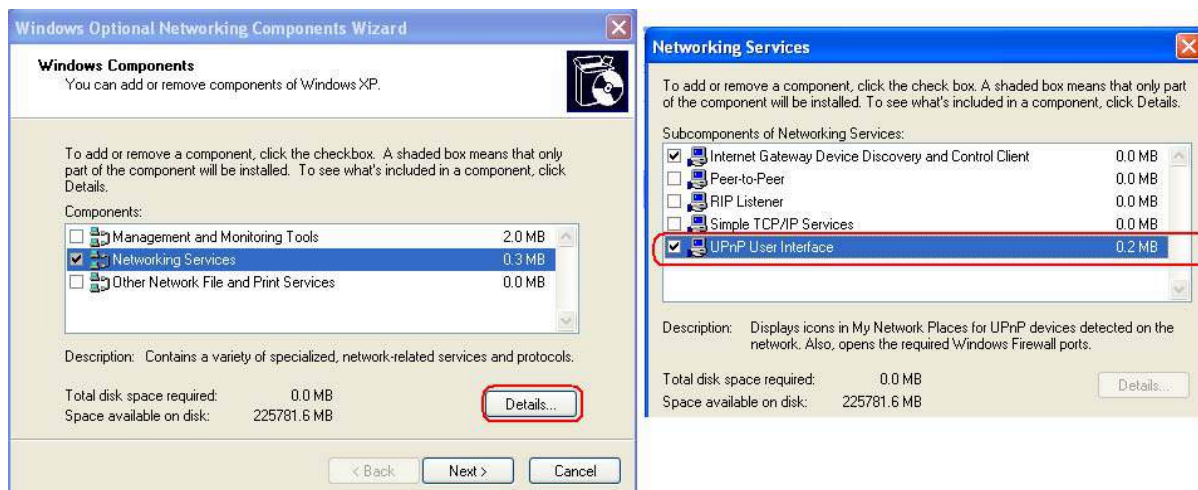 Windows Optional Networking Components Wizard
Windows Components
You can add or remove components of Windows XP.
To add or remove a component, click the checkbox. A shaded box means that only
part of the component will be installed. To see what's included in a component, click
Details.
Components:
Management and Monitoring Tools 2.0 MB
Networking Services 0.3 MB
Other Network File and Print Services 0.0 MB
Description: Contains a variety of specialized, network-related services and protocols.
Total disk space required: 0.0 MB
Space available on disk: 225781.6 MB
Details...
< Back
Next >
Cancel
Networking Services
To add or remove a component, click the check box. A shaded box means that only part
of the component will be installed. To see what's included in a component, click Details.
Subcomponents of Networking Services:
Internet Gateway Device Discovery and Control Client 0.0 MB
Peer-to-Peer 0.0 MB
RIP Listener 0.0 MB
Simple TCP/IP Services 0.0 MB
UPnP User Interface 0.2 MB
Description: Displays icons in My Network Places for UPnP devices detected on the
network. Also, opens the required Windows Firewall ports.
Total disk space required: 0.0 MB
Space available on disk: 225781.6 MB
Details...